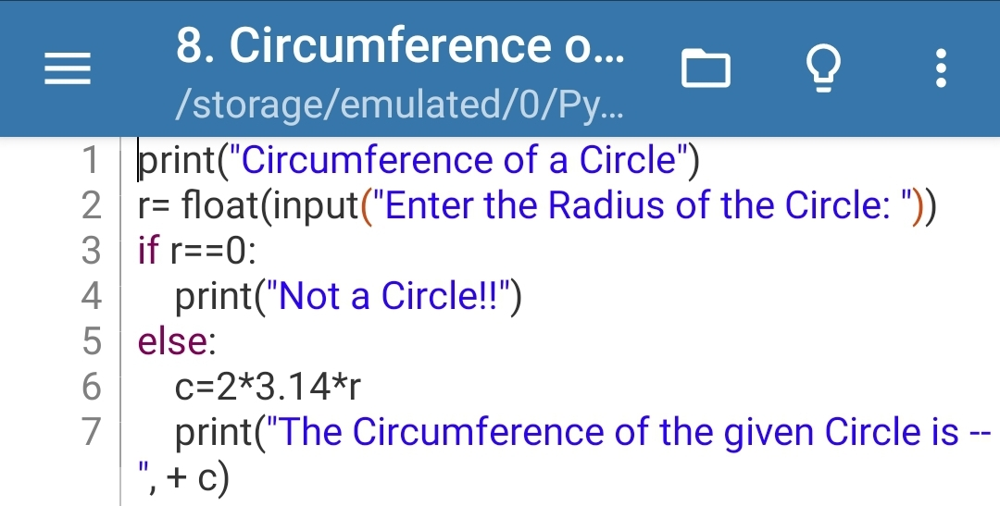 8. Circumference o...
/storage/emulated/0/Py...
1 print("Circumference of a Circle")
2 r= float(input("Enter the Radius of the Circle: "))
3 if r==0:
4     print("Not a Circle!!")
5 else:
6     c=2*3.14*r
7     print("The Circumference of the given Circle is --
", + c)